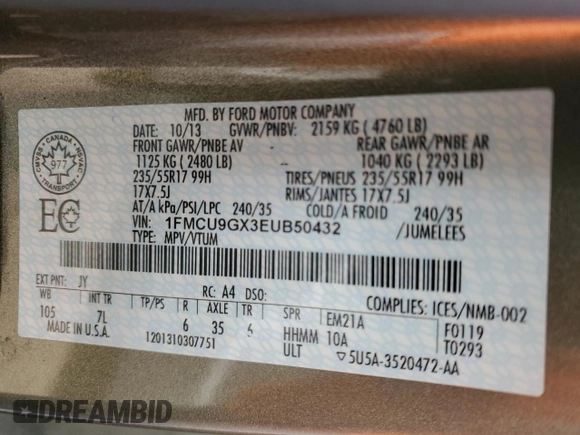 MFD. BY FORD MOTOR COMPANY
DATE: 10/13 GVWR/PNBV: 2159 KG ( 4760 LB)
FRONT GAWR/PNBE AV REAR GAWR/PNBE AR
1125 KG ( 2480 LB) -- 1040 KG ( 2293 LB)
235/55R17 99H TIRES/PNEUS 235/55R17 99H
17X7.5J RIMS/JANTES 17X7.5J
AT/A kPa/PSI/LPC 240/35 COLD/A FROID 240/35
VIN: 1FMCU9GX3EUB50432 /JUMELEES
TYPE: MPV/VTUM
CANADA
CMVSS NSVAC
977
TRANSPORT
EC
EXT PNT: JY RC: A4 DSO: COMPLIES: ICES/NMB-002
WB INT TR TP/PS R AXLE TR SPR EM21A F0119
105 7L 6 35 6 HHMM 10A T0293
MADE IN U.S.A. 1201310307751 ULT ▽5U5A-3520472-AA
DREAMBID